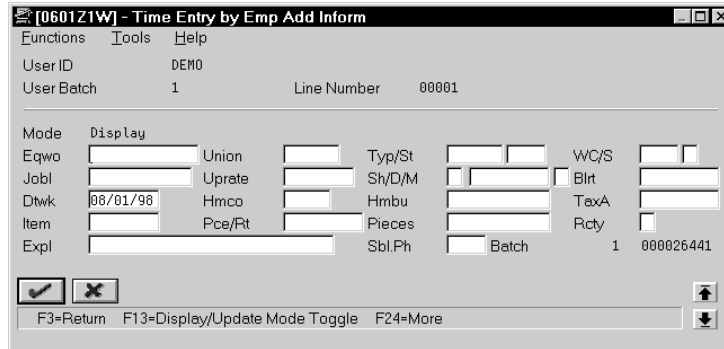 [0601Z1W] - Time Entry by Emp Add Inform
Functions Tools Help
User ID DEMO
User Batch 1 Line Number 00001
Mode Display
Eqwo Union Typ/St WC/S
Jobl Uprate Sh/D/M Blrt
Dtwk 08/01/98 Hmco Hmbu TaxA
Item Pce/Rt Pieces Rcty
Expl Sbl.Ph Batch 1 000026441
F3=Return F13=Display/Update Mode Toggle F24=More